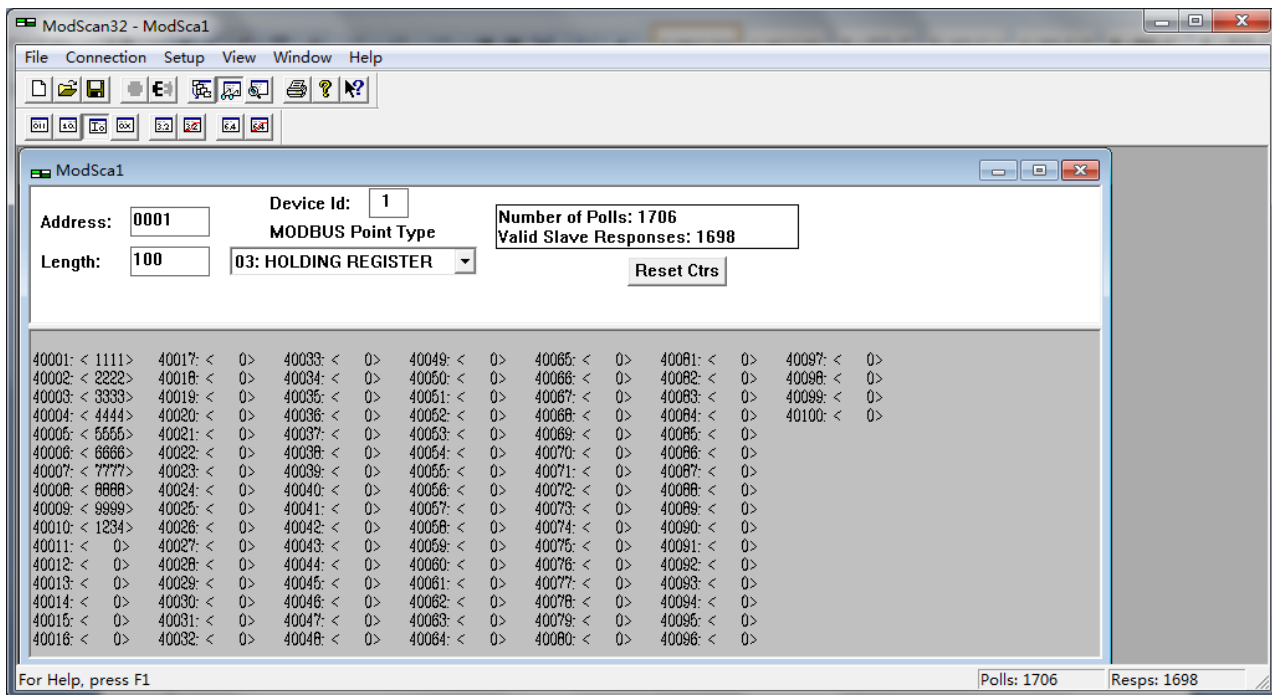 ModScan32 - ModSca1
File Connection Setup View Window Help
ModSca1
Address: 0001
Device Id: 1
MODBUS Point Type
Length: 100
03: HOLDING REGISTER
Number of Polls: 1706
Valid Slave Responses: 1698
Reset Ctrs
40001: < 1111> 40017: < 0> 40033: < 0> 40049: < 0> 40065: < 0> 40081: < 0> 40097: < 0>
40002: < 2222> 40018: < 0> 40034: < 0> 40050: < 0> 40066: < 0> 40082: < 0> 40098: < 0>
40003: < 3333> 40019: < 0> 40035: < 0> 40051: < 0> 40067: < 0> 40083: < 0> 40099: < 0>
40004: < 4444> 40020: < 0> 40036: < 0> 40052: < 0> 40068: < 0> 40084: < 0> 40100: < 0>
40005: < 5555> 40021: < 0> 40037: < 0> 40053: < 0> 40069: < 0> 40085: < 0>
40006: < 6666> 40022: < 0> 40038: < 0> 40054: < 0> 40070: < 0> 40086: < 0>
40007: < 7777> 40023: < 0> 40039: < 0> 40055: < 0> 40071: < 0> 40087: < 0>
40008: < 8888> 40024: < 0> 40040: < 0> 40056: < 0> 40072: < 0> 40088: < 0>
40009: < 9999> 40025: < 0> 40041: < 0> 40057: < 0> 40073: < 0> 40089: < 0>
40010: < 1234> 40026: < 0> 40042: < 0> 40058: < 0> 40074: < 0> 40090: < 0>
40011: < 0> 40027: < 0> 40043: < 0> 40059: < 0> 40075: < 0> 40091: < 0>
40012: < 0> 40028: < 0> 40044: < 0> 40060: < 0> 40076: < 0> 40092: < 0>
40013: < 0> 40029: < 0> 40045: < 0> 40061: < 0> 40077: < 0> 40093: < 0>
40014: < 0> 40030: < 0> 40046: < 0> 40062: < 0> 40078: < 0> 40094: < 0>
40015: < 0> 40031: < 0> 40047: < 0> 40063: < 0> 40079: < 0> 40095: < 0>
40016: < 0> 40032: < 0> 40048: < 0> 40064: < 0> 40080: < 0> 40096: < 0>
For Help, press F1
Polls: 1706
Resps: 1698